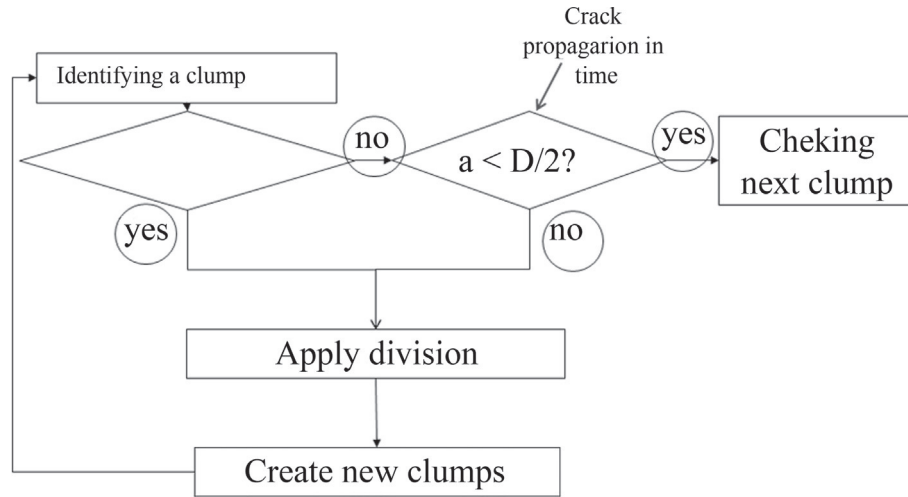 Crack
propagarion in
time
Identifying a clump
no
a < D/2?
yes
Cheking
next clump
yes
no
Apply division
Create new clumps